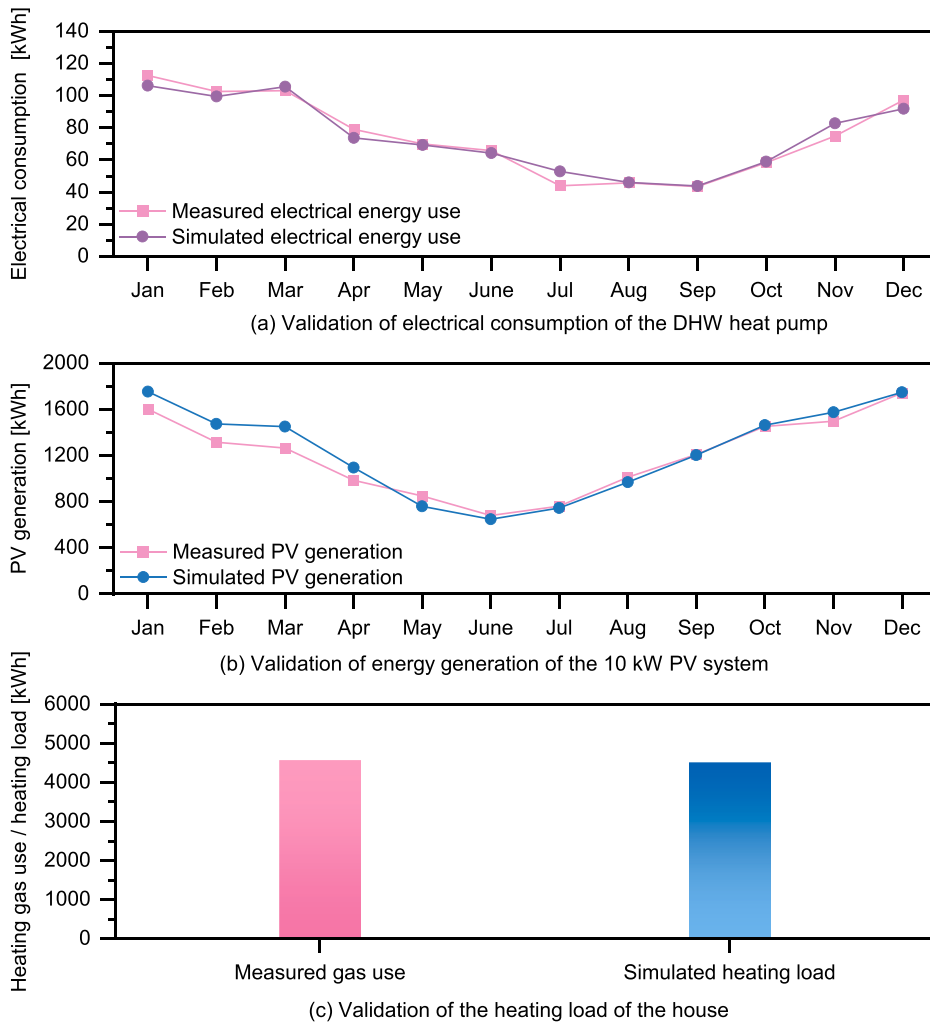 Electrical consumption [kWh]
140
120
100
80
60
40
20
0
Measured electrical energy use
Simulated electrical energy use
Jan Feb Mar Apr May June Jul Aug Sep Oct Nov Dec
(a) Validation of electrical consumption of the DHW heat pump
PV generation [kWh]
2000
1600
1200
800
400
0
Measured PV generation
Simulated PV generation
Jan Feb Mar Apr May June Jul Aug Sep Oct Nov Dec
(b) Validation of energy generation of the 10 kW PV system
Heating gas use / heating load [kWh]
6000
5000
4000
3000
2000
1000
0
Measured gas use Simulated heating load
(c) Validation of the heating load of the house